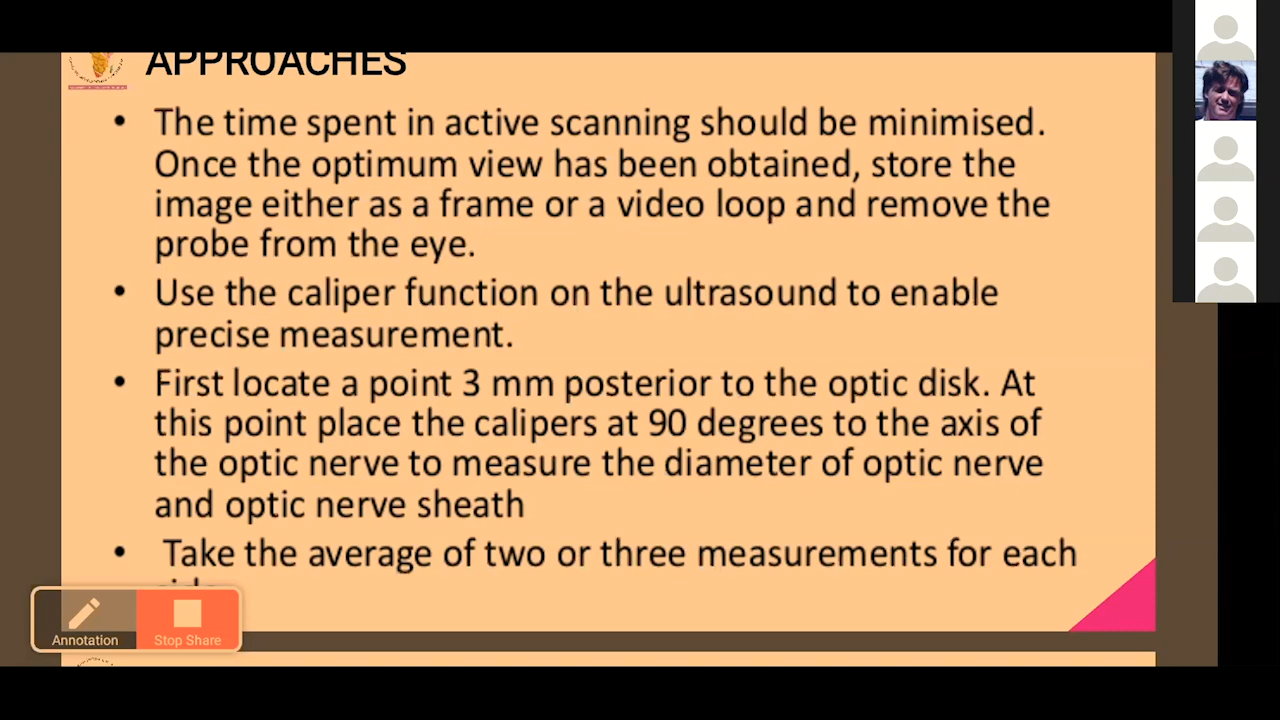 APPROACHES
• The time spent in active scanning should be minimised.
Once the optimum view has been obtained, store the
image either as a frame or a video loop and remove the
probe from the eye.
• Use the caliper function on the ultrasound to enable
precise measurement.
• First locate a point 3 mm posterior to the optic disk. At
this point place the calipers at 90 degrees to the axis of
the optic nerve to measure the diameter of optic nerve
and optic nerve sheath
• Take the average of two or three measurements for each
Annotation
Stop Share